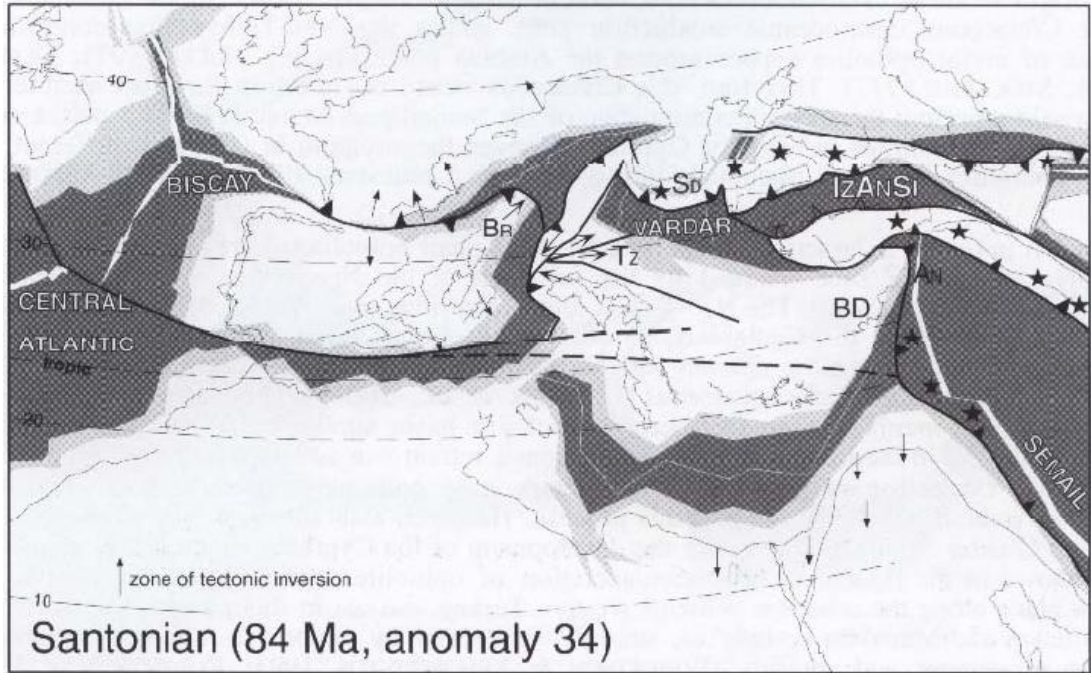 40
BISCAY
SD
IZANSI
BR
VARDAR
30
TZ
CENTRAL
AN
BD
ATLANTIC
tropic
20
SEMAIL
zone of tectonic inversion
10
Santonian (84 Ma, anomaly 34)